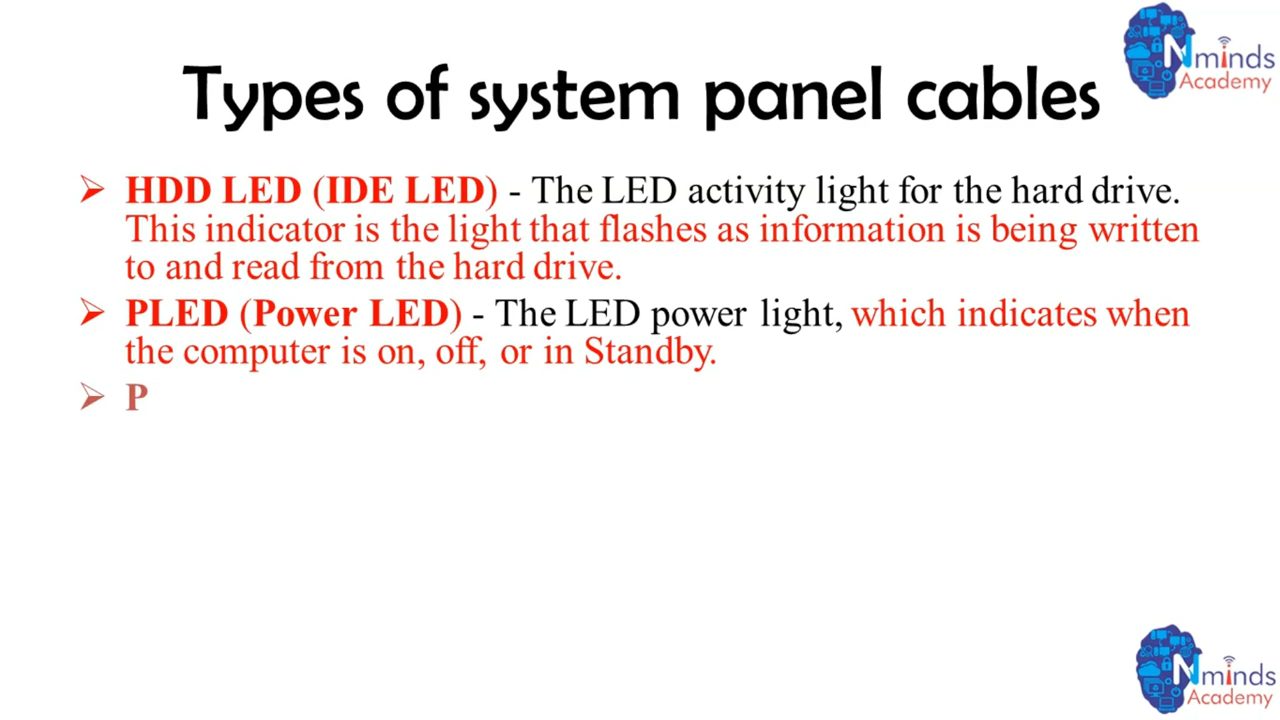 Nminds
Academy
Types of system panel cables
➢ HDD LED (IDE LED) - The LED activity light for the hard drive.
This indicator is the light that flashes as information is being written
to and read from the hard drive.
➢ PLED (Power LED) - The LED power light, which indicates when
the computer is on, off, or in Standby.
➢ P
Nminds
Academy